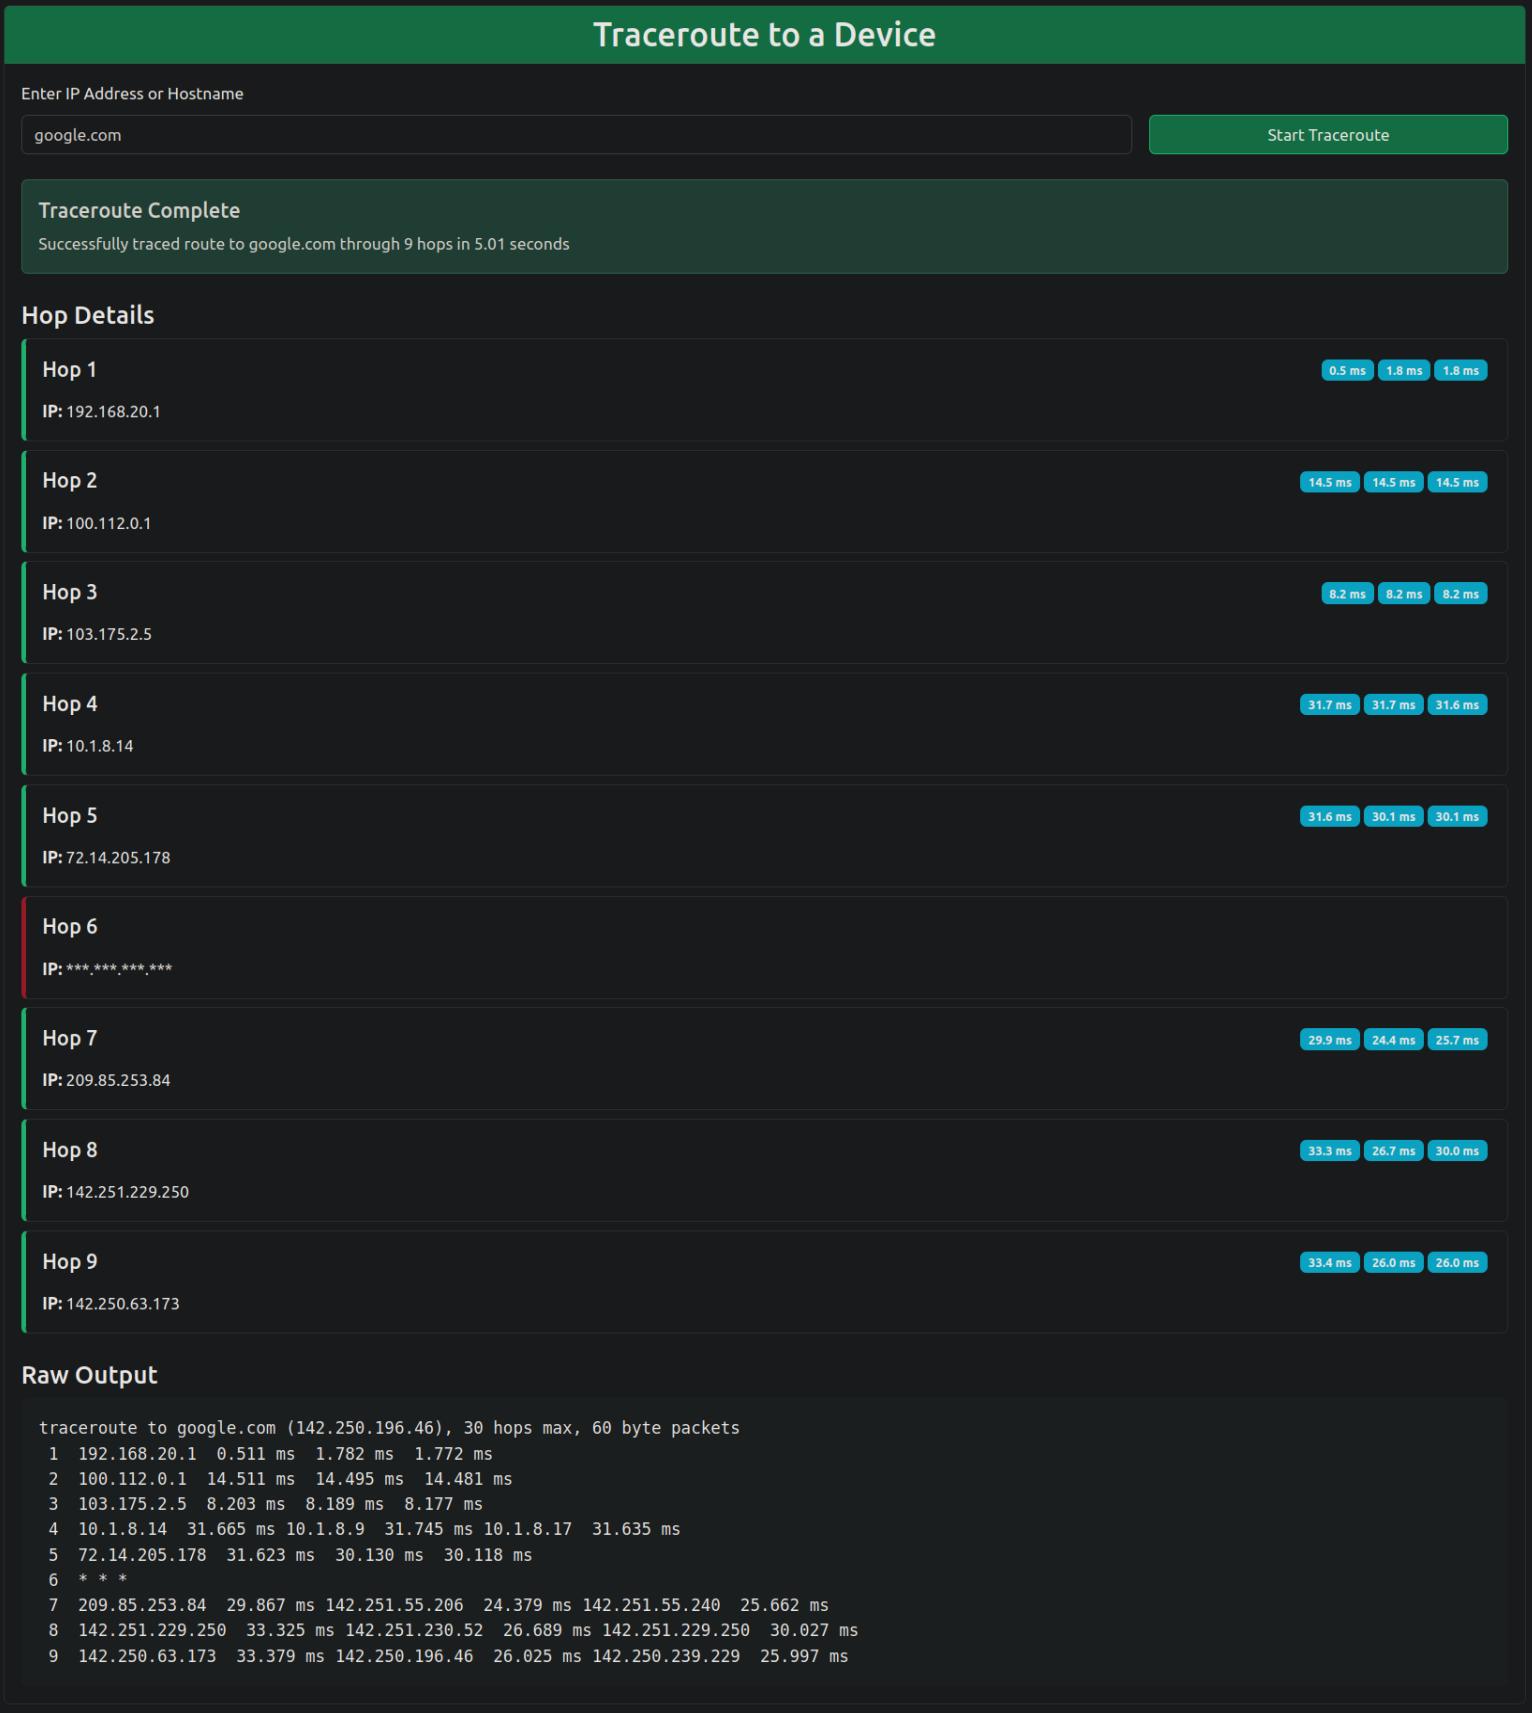 Traceroute to a Device
Enter IP Address or Hostname
google.com
Start Traceroute
Traceroute Complete
Successfully traced route to google.com through 9 hops in 5.01 seconds
Hop Details
Hop 1
0.5 ms 1.8 ms 1.8 ms
IP: 192.168.20.1
Hop 2
14.5 ms 14.5 ms 14.5 ms
IP: 100.112.0.1
Hop 3
8.2 ms 8.2 ms 8.2 ms
IP: 103.175.2.5
Hop 4
31.7 ms 31.7 ms 31.6 ms
IP: 10.1.8.14
Hop 5
31.6 ms 30.1 ms 30.1 ms
IP: 72.14.205.178
Hop 6
IP: ***.***.***.***
Hop 7
29.9 ms 24.4 ms 25.7 ms
IP: 209.85.253.84
Hop 8
33.3 ms 26.7 ms 30.0 ms
IP: 142.251.229.250
Hop 9
33.4 ms 26.0 ms 26.0 ms
IP: 142.250.63.173
Raw Output
traceroute to google.com (142.250.196.46), 30 hops max, 60 byte packets
1  192.168.20.1  0.511 ms  1.782 ms  1.772 ms
2  100.112.0.1  14.511 ms  14.495 ms  14.481 ms
3  103.175.2.5  8.203 ms  8.189 ms  8.177 ms
4  10.1.8.14  31.665 ms 10.1.8.9  31.745 ms 10.1.8.17  31.635 ms
5  72.14.205.178  31.623 ms  30.130 ms  30.118 ms
6  * * *
7  209.85.253.84  29.867 ms 142.251.55.206  24.379 ms 142.251.55.240  25.662 ms
8  142.251.229.250  33.325 ms 142.251.230.52  26.689 ms 142.251.229.250  30.027 ms
9  142.250.63.173  33.379 ms 142.250.196.46  26.025 ms 142.250.239.229  25.997 ms